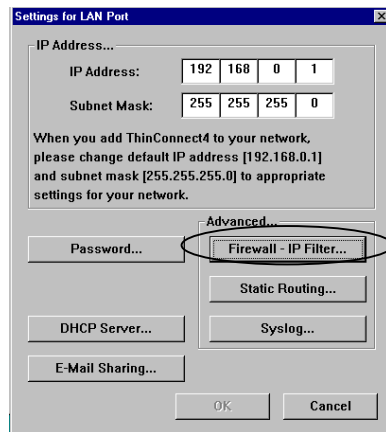 Settings for LAN Port
IP Address...
IP Address: 192 168 0 1
Subnet Mask: 255 255 255 0
When you add ThinConnect4 to your network,
please change default IP address [192.168.0.1]
and subnet mask [255.255.255.0] to appropriate
settings for your network.
Advanced...
Password...
Firewall - IP Filter...
Static Routing...
DHCP Server...
Syslog...
E-Mail Sharing...
OK
Cancel